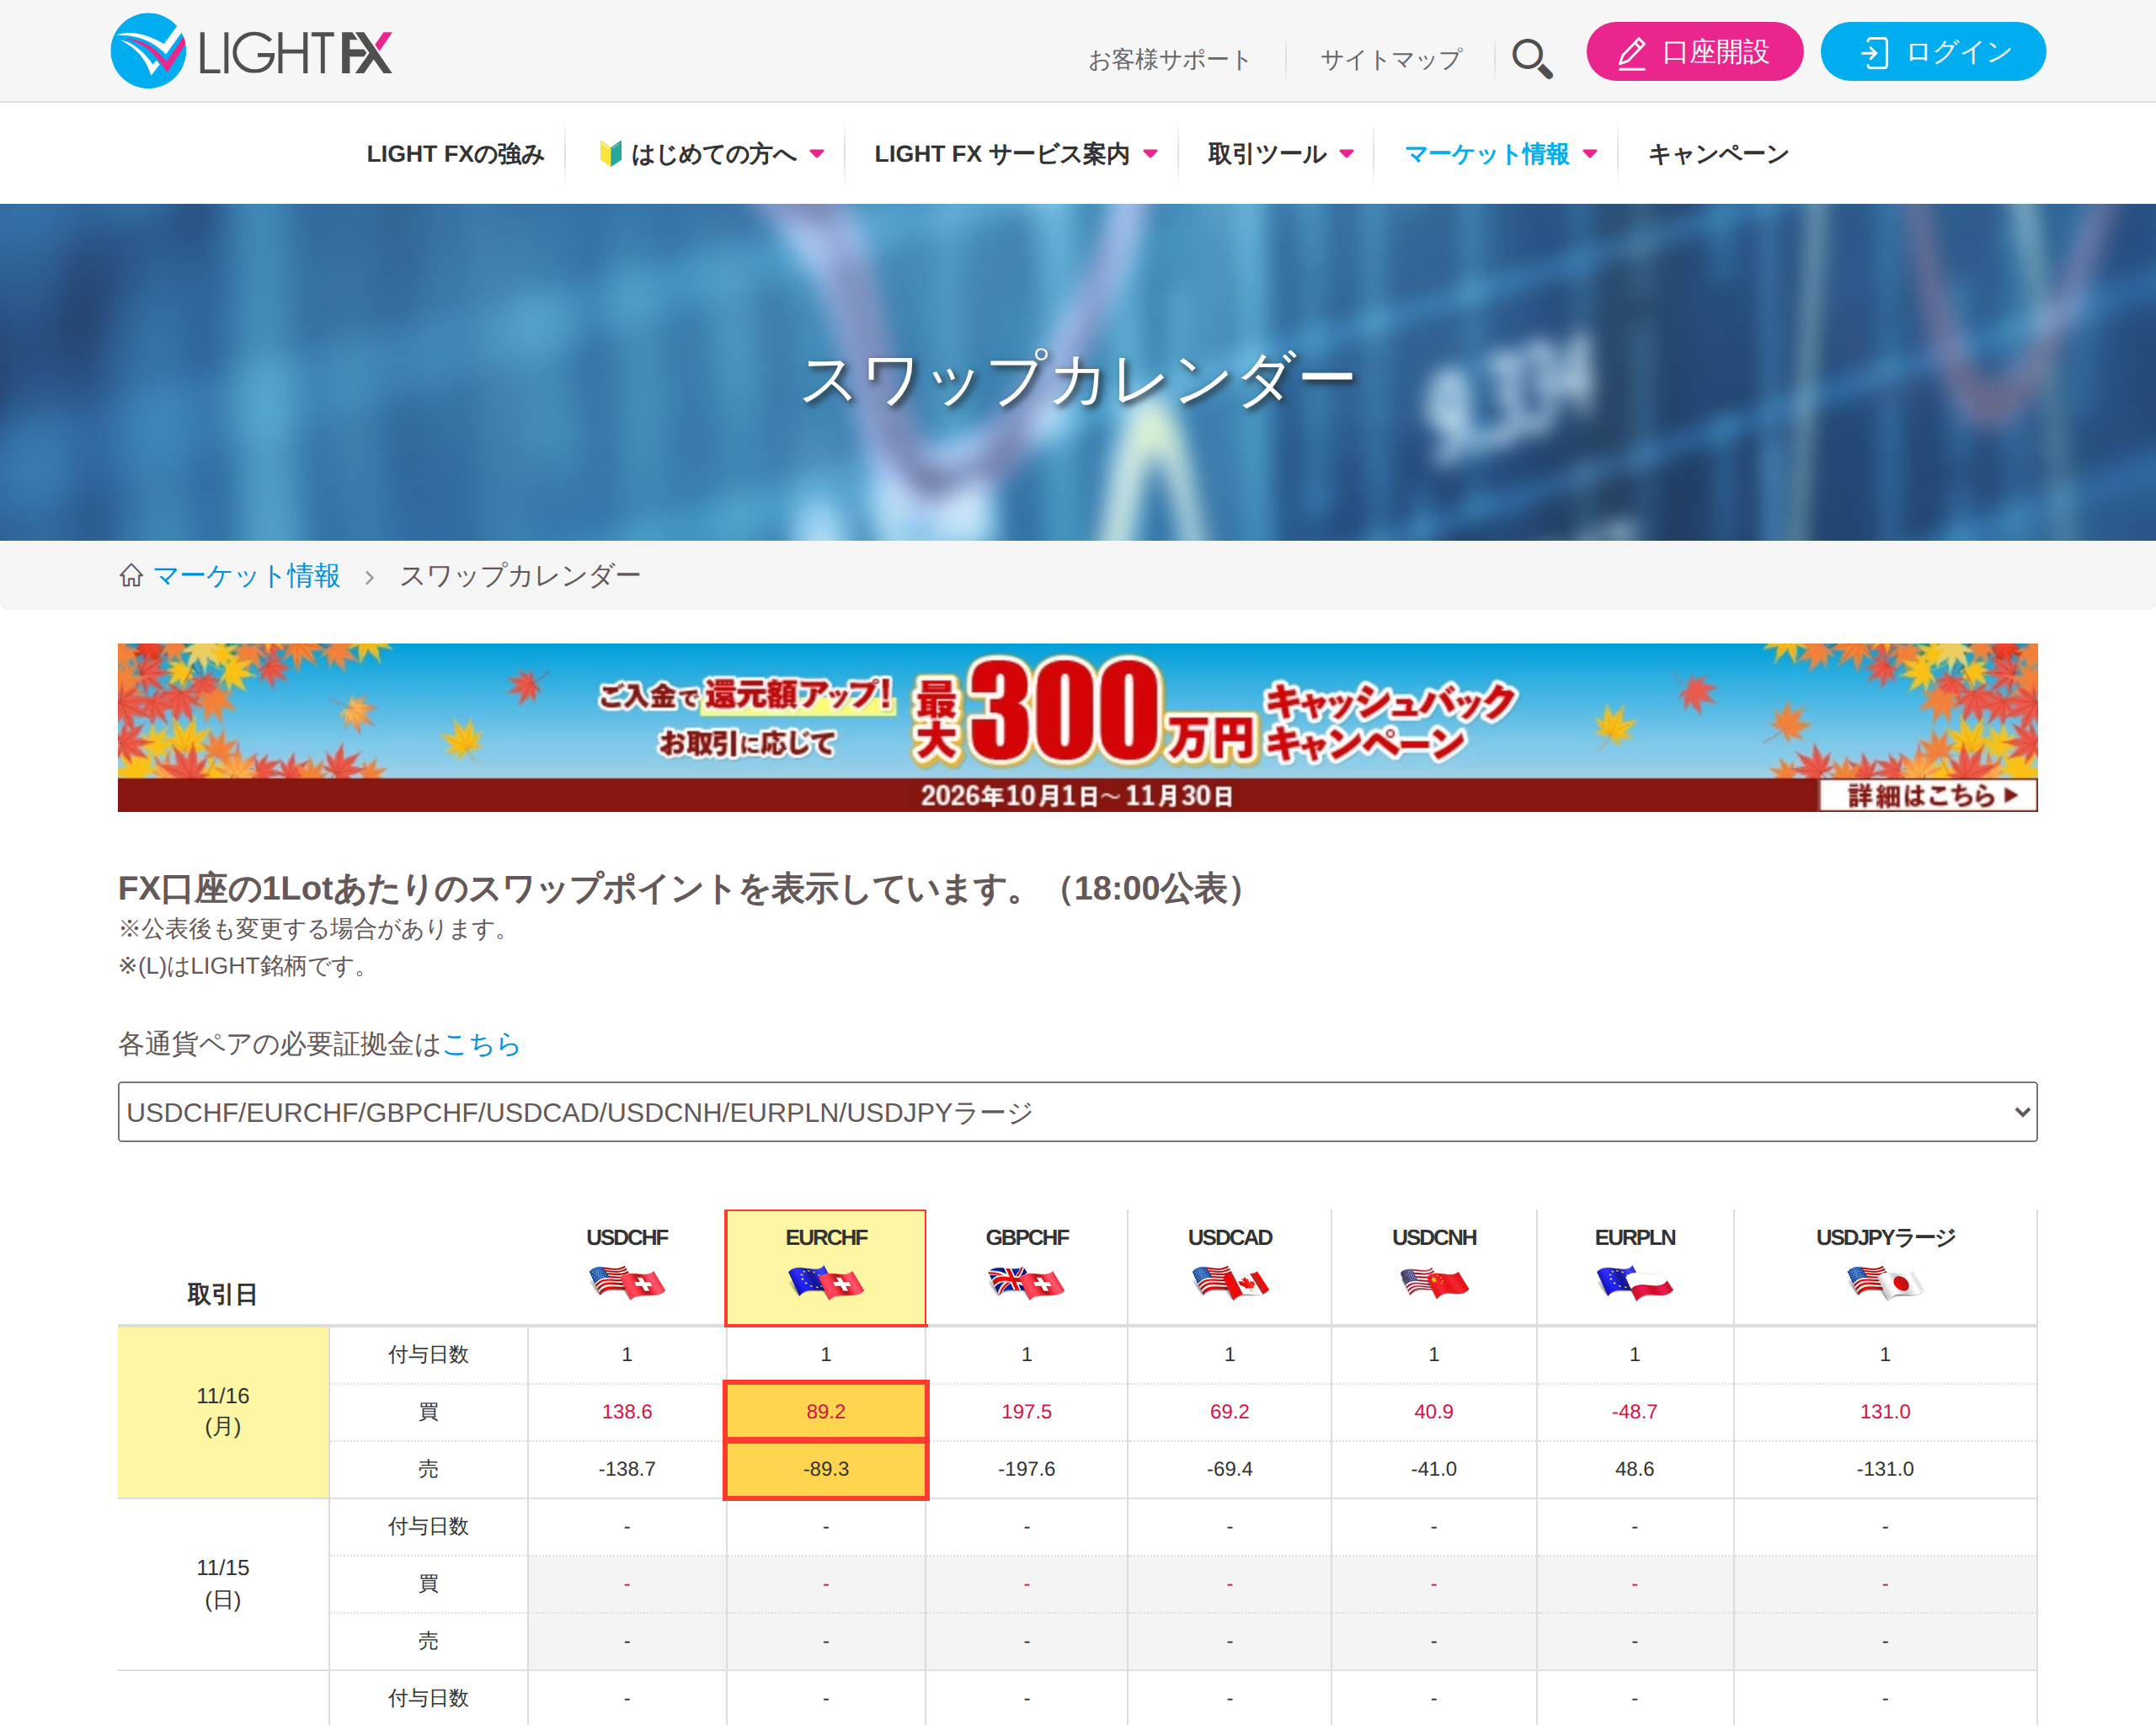 LIGHT FX
お客様サポート
サイトマップ
口座開設
ログイン
LIGHT FXの強み
はじめての方へ
LIGHT FX サービス案内
取引ツール
マーケット情報
キャンペーン
スワップカレンダー
マーケット情報 › スワップカレンダー
ご入金で還元額アップ!
お取引に応じて
最大300万円
キャッシュバック
キャンペーン
2026年10月1日～11月30日
詳細はこちら
FX口座の1Lotあたりのスワップポイントを表示しています。（18:00公表）
※公表後も変更する場合があります。
※(L)はLIGHT銘柄です。
各通貨ペアの必要証拠金はこちら
USDCHF/EURCHF/GBPCHF/USDCAD/USDCNH/EURPLN/USDJPYラージ
取引日 USDCHF EURCHF GBPCHF USDCAD USDCNH EURPLN USDJPYラージ
11/16
(月)
付与日数 1 1 1 1 1 1 1
買 138.6 89.2 197.5 69.2 40.9 -48.7 131.0
売 -138.7 -89.3 -197.6 -69.4 -41.0 48.6 -131.0
11/15
(日)
付与日数 - - - - - - -
買 - - - - - - -
売 - - - - - - -
付与日数 - - - - - - -